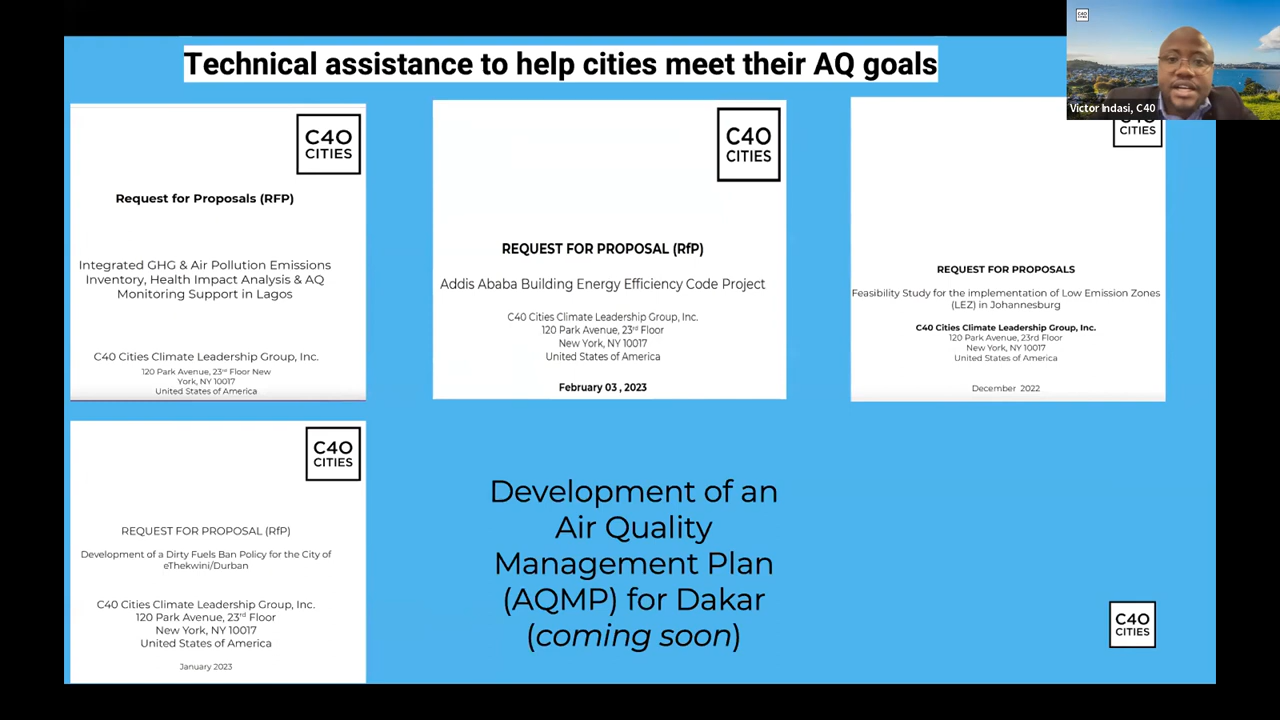 Technical assistance to help cities meet their AQ goals
C40
CITIES
Victor Indasi, C40
C40
CITIES
Request for Proposals (RFP)
Integrated GHG & Air Pollution Emissions
Inventory, Health Impact Analysis & AQ
Monitoring Support in Lagos
C40 Cities Climate Leadership Group, Inc.
120 Park Avenue, 23rd Floor New
York, NY 10017
United States of America
C40
CITIES
REQUEST FOR PROPOSAL (RfP)
Addis Ababa Building Energy Efficiency Code Project
C40 Cities Climate Leadership Group, Inc.
120 Park Avenue, 23rd Floor
New York, NY 10017
United States of America
February 03 , 2023
C40
CITIES
REQUEST FOR PROPOSALS
Feasibility Study for the implementation of Low Emission Zones
(LEZ) in Johannesburg
C40 Cities Climate Leadership Group, Inc.
120 Park Avenue, 23rd Floor
New York, NY 10017
United States of America
December 2022
C40
CITIES
REQUEST FOR PROPOSAL (RfP)
Development of a Dirty Fuels Ban Policy for the City of
eThekwini/Durban
C40 Cities Climate Leadership Group, Inc.
120 Park Avenue, 23rd Floor
New York, NY 10017
United States of America
January 2023
Development of an
Air Quality
Management Plan
(AQMP) for Dakar
(coming soon)
C40
CITIES